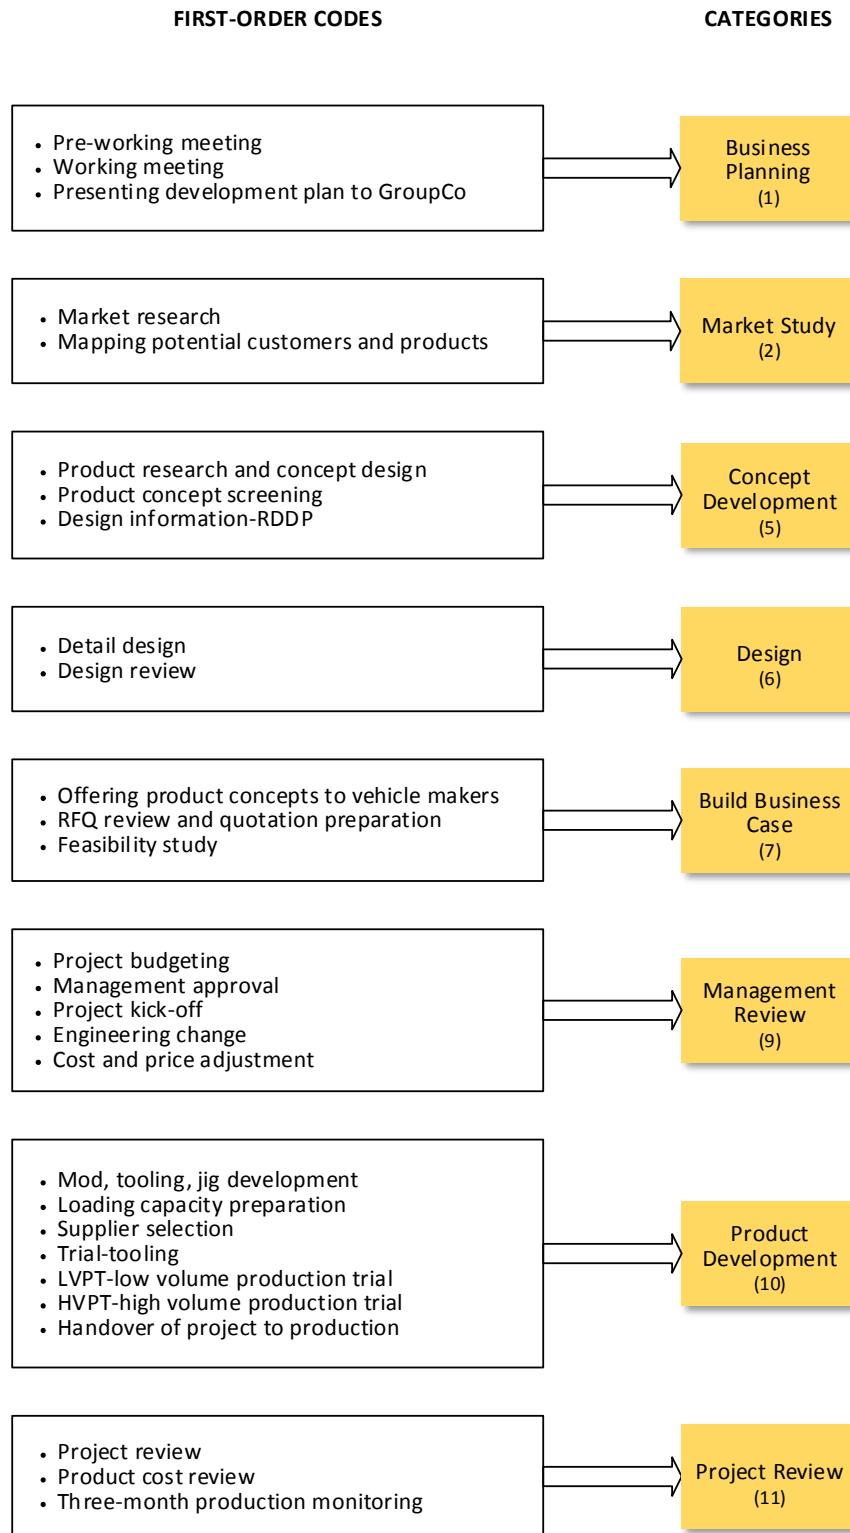 FIRST-ORDER CODES
CATEGORIES
• Pre-working meeting
• Working meeting
• Presenting development plan to GroupCo
Business
Planning
(1)
• Market research
• Mapping potential customers and products
Market Study
(2)
• Product research and concept design
• Product concept screening
• Design information-RDDP
Concept
Development
(5)
• Detail design
• Design review
Design
(6)
• Offering product concepts to vehicle makers
• RFQ review and quotation preparation
• Feasibility study
Build Business
Case
(7)
• Project budgeting
• Management approval
• Project kick-off
• Engineering change
• Cost and price adjustment
Management
Review
(9)
• Mod, tooling, jig development
• Loading capacity preparation
• Supplier selection
• Trial-tooling
• LVPT-low volume production trial
• HVPT-high volume production trial
• Handover of project to production
Product
Development
(10)
• Project review
• Product cost review
• Three-month production monitoring
Project Review
(11)